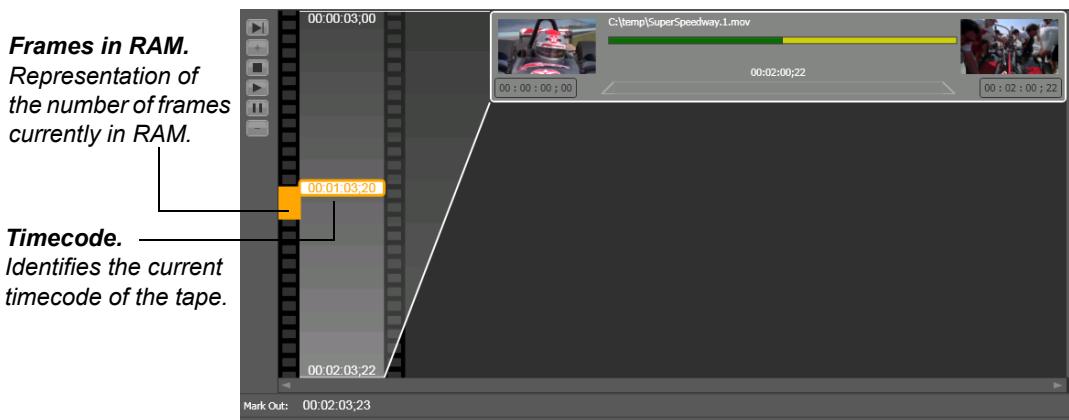 Frames in RAM.
Representation of
the number of frames
currently in RAM.
Timecode.
Identifies the current
timecode of the tape.
00:00:03;00
00:01:03;20
00:02:03;22
C:\temp\SuperSpeedway.1.mov
00:02:00;22
00 : 00 : 00 ; 00
00 : 02 : 00 ; 22
Mark Out: 00:02:03;23